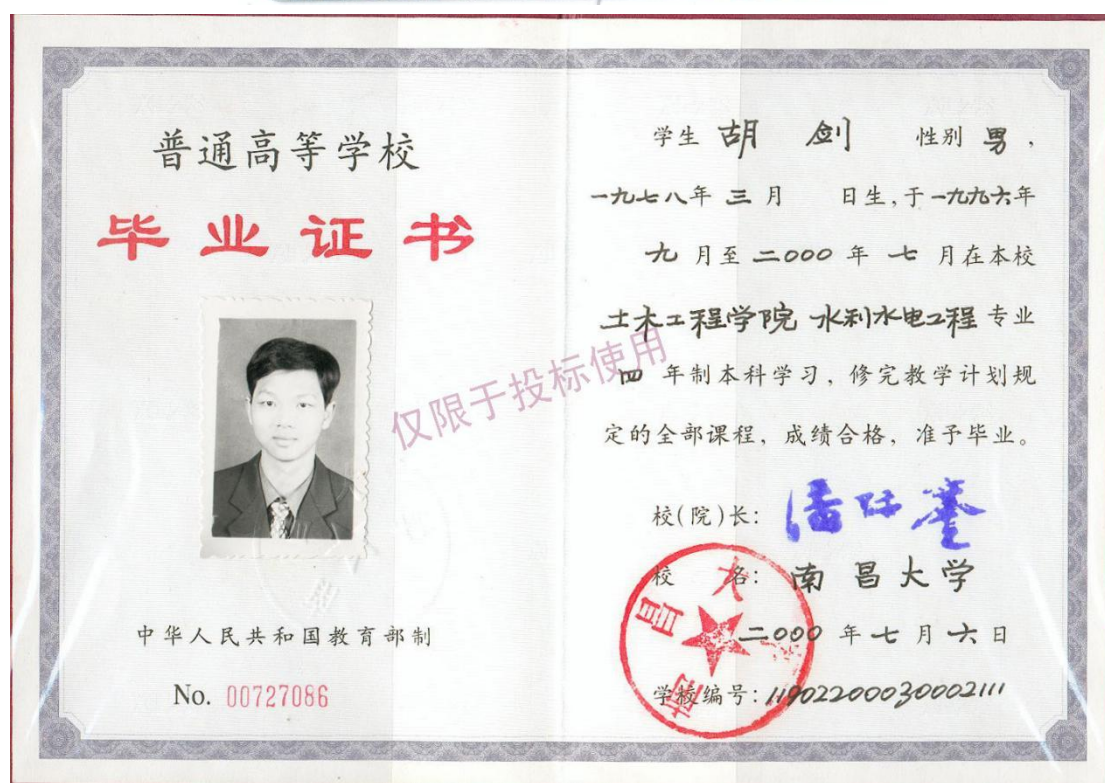 普通高等学校
毕业证书
中华人民共和国教育部制
No. 00727086
仅限于投标使用
学生 胡 剑 性别 男，
一九七八年 三 月 日生，于一九九六年
九 月至 二000 年 七 月在本校
土木工程学院 水利水电工程 专业
四 年制本科学习，修完教学计划规
定的全部课程，成绩合格，准予毕业。
校(院)长：
校 名： 南昌大学
二000 年 七 月 六 日
学校编号：11902200030002111
南昌大